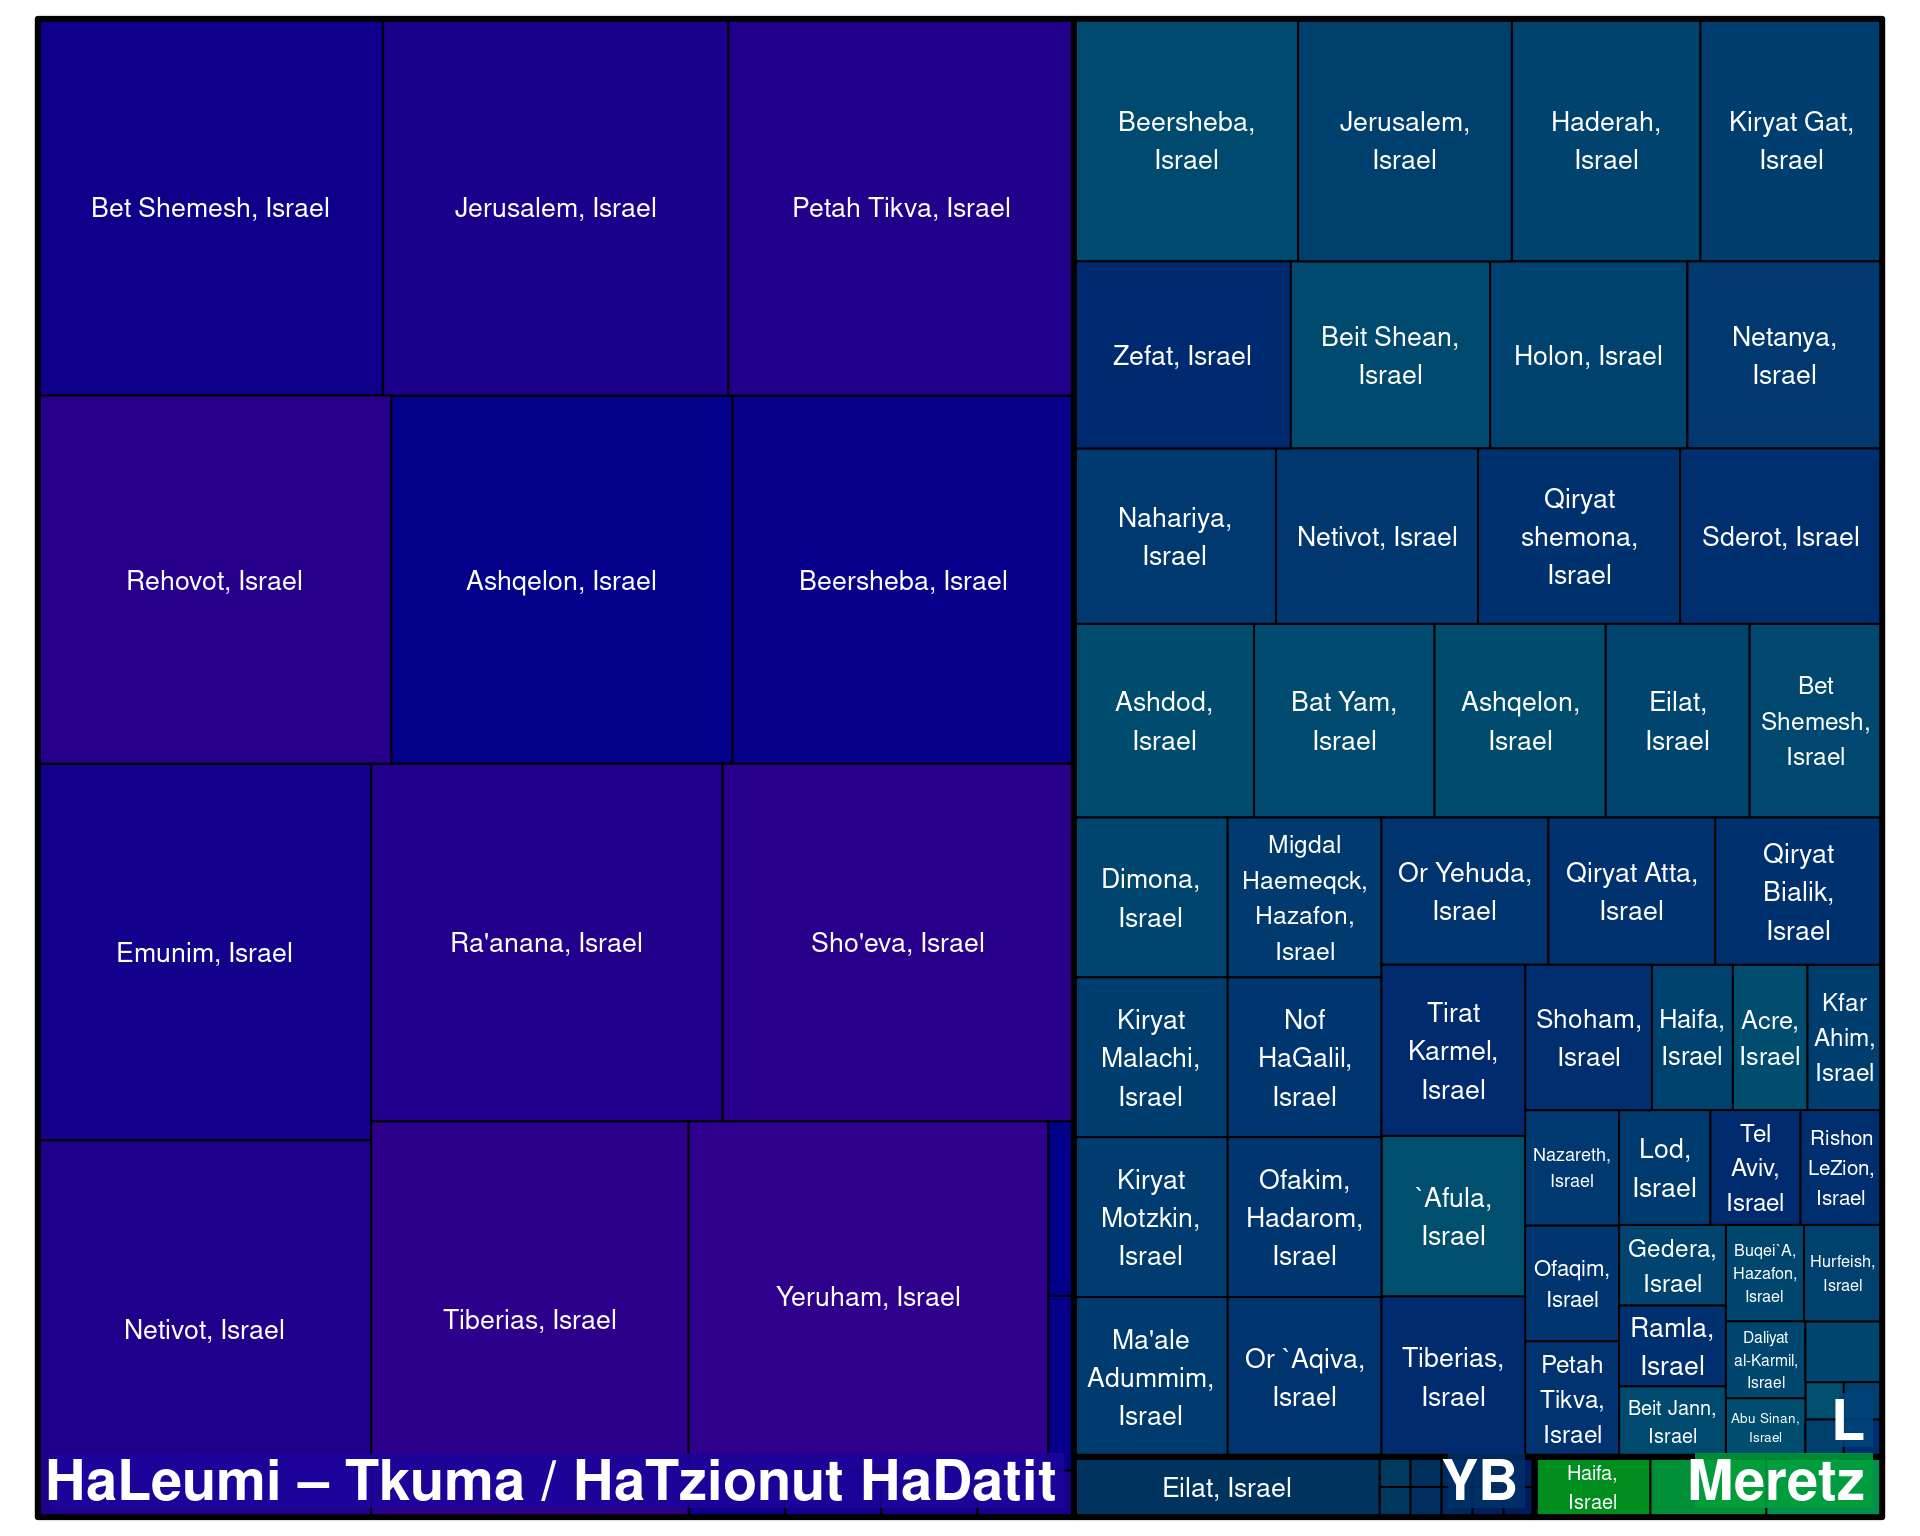 Bet Shemesh, Israel
Jerusalem, Israel
Petah Tikva, Israel
Rehovot, Israel
Ashqelon, Israel
Beersheba, Israel
Emunim, Israel
Ra'anana, Israel
Sho'eva, Israel
Netivot, Israel
Tiberias, Israel
Yeruham, Israel
HaLeumi – Tkuma / HaTzionut HaDatit
Beersheba,
Israel
Jerusalem,
Israel
Haderah,
Israel
Kiryat Gat,
Israel
Zefat, Israel
Beit Shean,
Israel
Holon, Israel
Netanya,
Israel
Nahariya,
Israel
Netivot, Israel
Qiryat
shemona,
Israel
Sderot, Israel
Ashdod,
Israel
Bat Yam,
Israel
Ashqelon,
Israel
Eilat,
Israel
Bet
Shemesh,
Israel
Dimona,
Israel
Migdal
Haemeqck,
Hazafon,
Israel
Or Yehuda,
Israel
Qiryat Atta,
Israel
Qiryat
Bialik,
Israel
Kiryat
Malachi,
Israel
Nof
HaGalil,
Israel
Tirat
Karmel,
Israel
Shoham,
Israel
Haifa,
Israel
Acre,
Israel
Kfar
Ahim,
Israel
Kiryat
Motzkin,
Israel
Ofakim,
Hadarom,
Israel
`Afula,
Israel
Nazareth,
Israel
Lod,
Israel
Tel
Aviv,
Israel
Rishon
LeZion,
Israel
Ofaqim,
Israel
Gedera,
Israel
Buqei`A,
Hazafon,
Israel
Hurfeish,
Israel
Ma'ale
Adummim,
Israel
Or `Aqiva,
Israel
Tiberias,
Israel
Petah
Tikva,
Israel
Ramla,
Israel
Daliyat
al-Karmil,
Israel
Beit Jann,
Israel
Abu Sinan,
Israel
L
Eilat, Israel
YB
Haifa,
Israel
Meretz